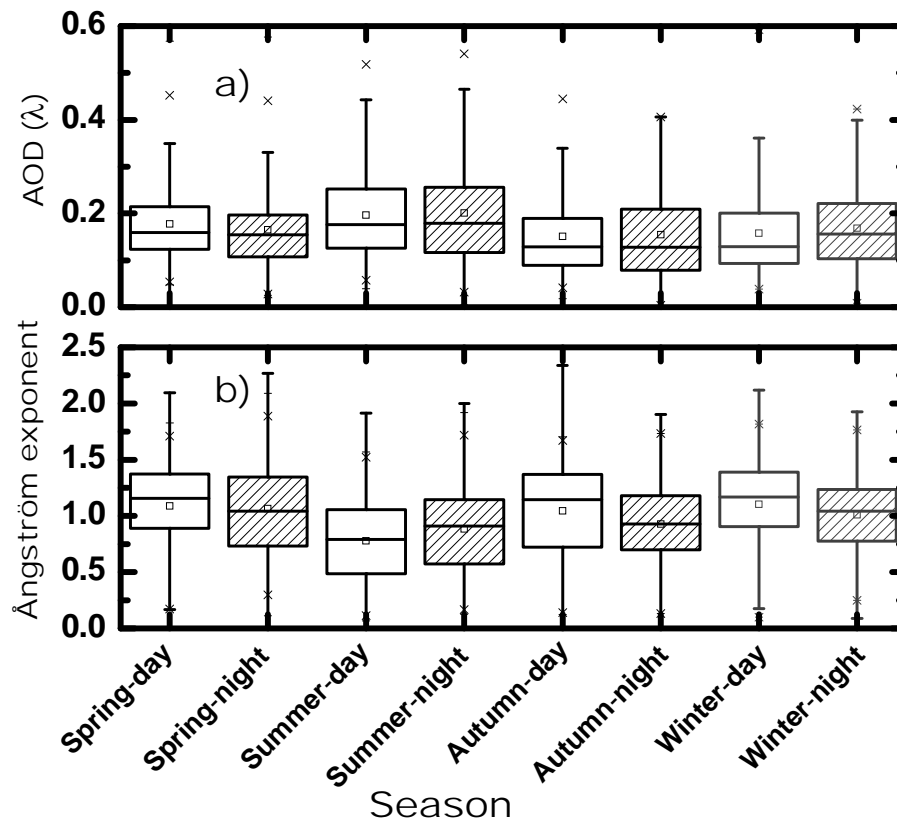 0.6
a)
0.4
0.2
0.0
AOD (λ)
2.5
b)
2.0
1.5
1.0
0.5
0.0
Ångström exponent
Spring-day
Spring-night
Summer-day
Summer-night
Autumn-day
Autumn-night
Winter-day
Winter-night
Season